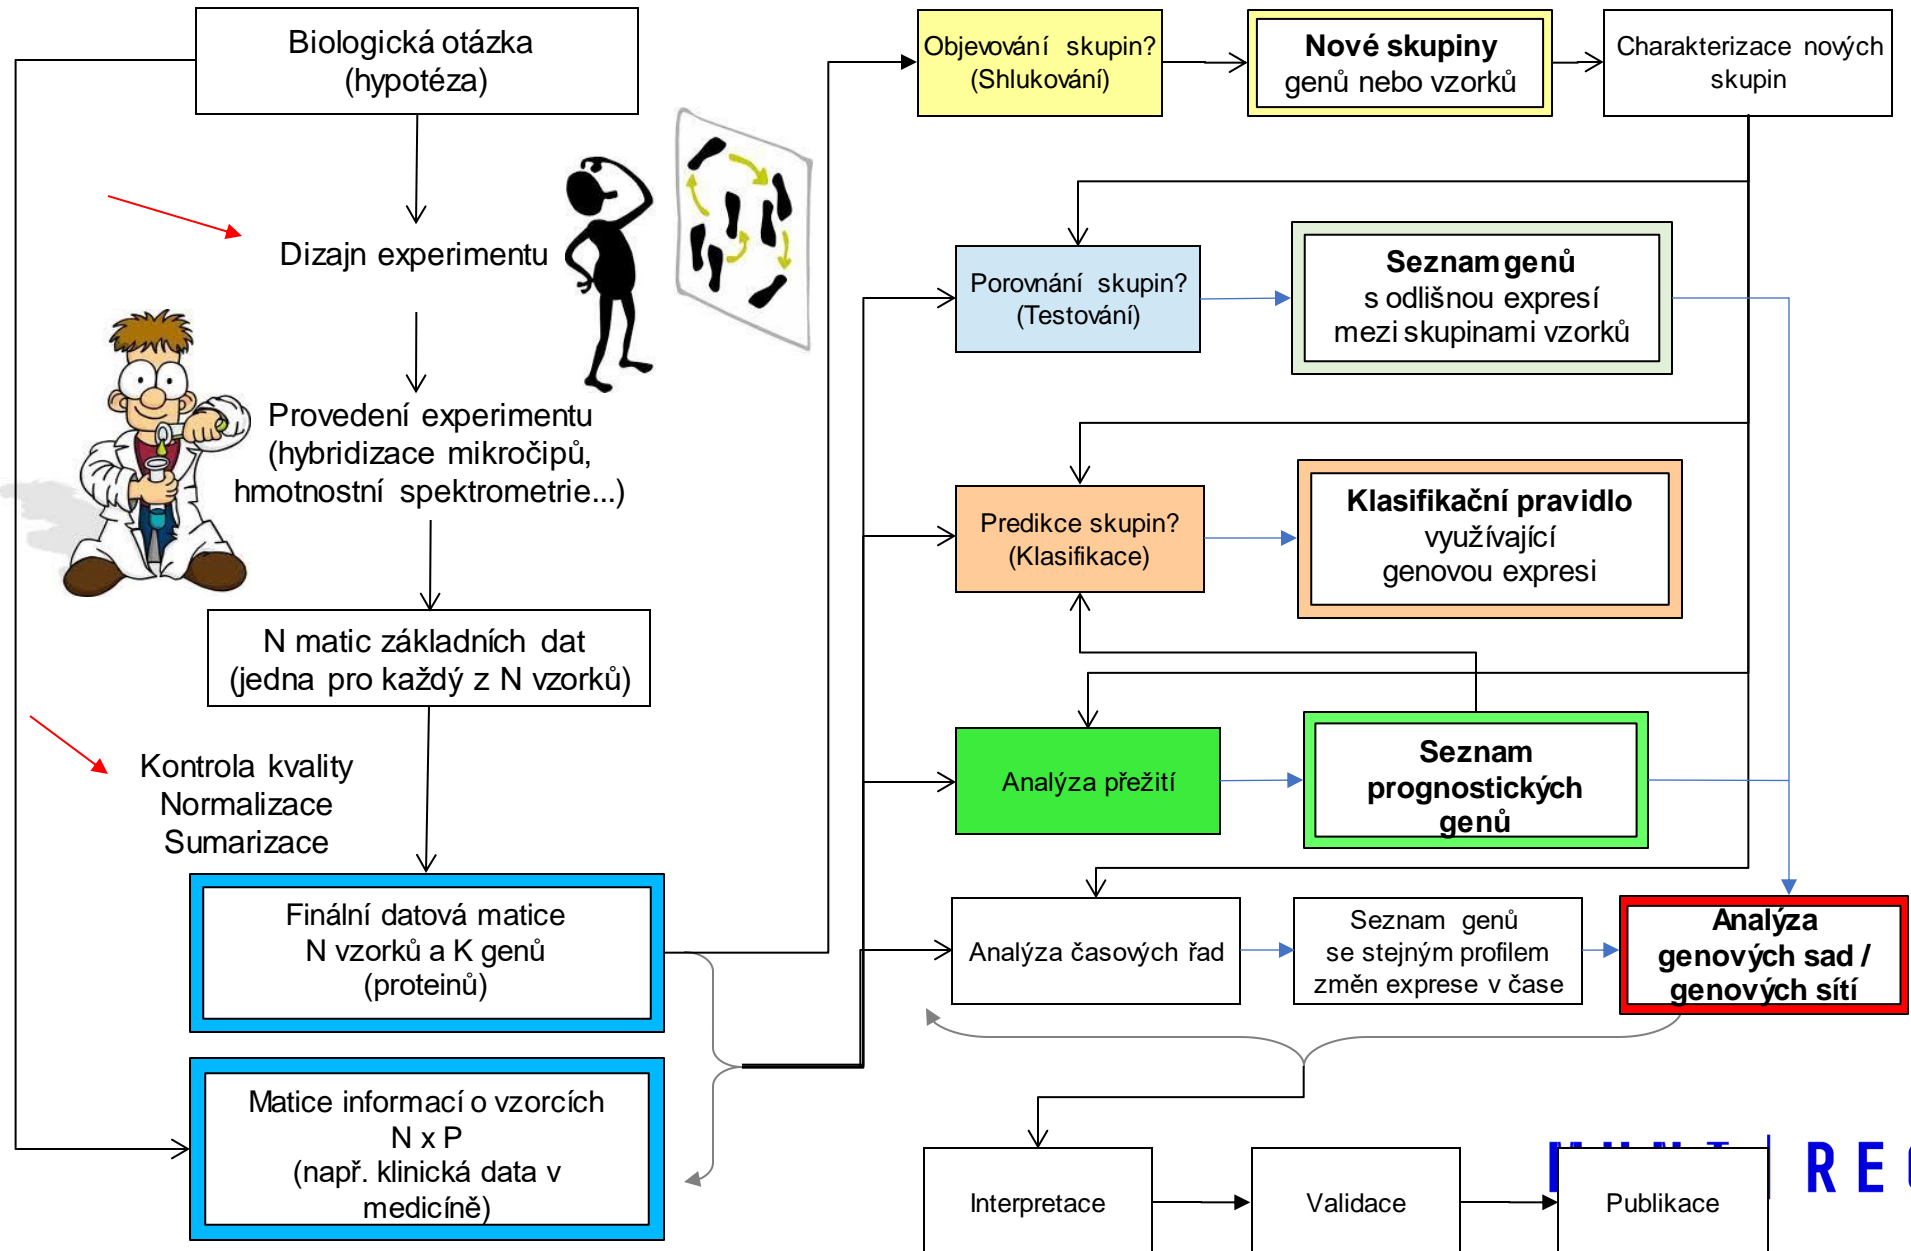 Biologická otázka
(hypotéza)
Dizajn experimentu
Provedení experimentu
(hybridizace mikročipů,
hmotnostní spektrometrie...)
N matic základních dat
(jedna pro každý z N vzorků)
Kontrola kvality
Normalizace
Sumarizace
Finální datová matice
N vzorků a K genů
(proteinů)
Matice informací o vzorcích
N x P
(např. klinická data v
medicíně)
Objevování skupin?
(Shlukování)
Nové skupiny
genů nebo vzorků
Charakterizace nových
skupin
Porovnání skupin?
(Testování)
Seznam genů
s odlišnou expresí
mezi skupinami vzorků
Predikce skupin?
(Klasifikace)
Klasifikační pravidlo
využívající
genovou expresi
Analýza přežití
Seznam
prognostických
genů
Analýza časových řad
Seznam genů
se stejným profilem
změn exprese v čase
Analýza
genových sad /
genových sítí
Interpretace
Validace
Publikace